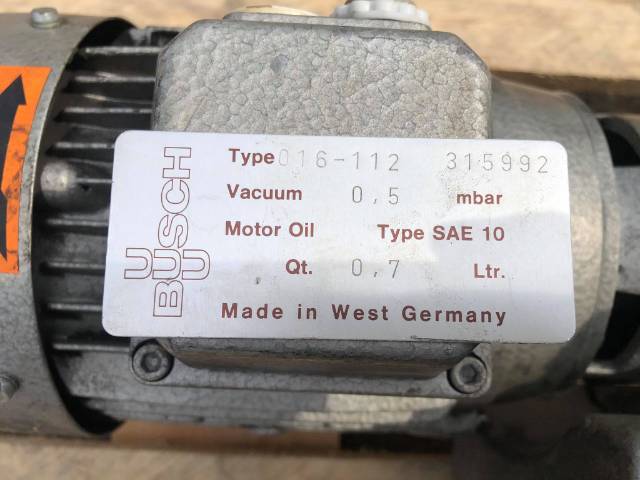 BUSCH
Type 016-112 315992
Vacuum 0,5 mbar
Motor Oil Type SAE 10
Qt. 0,7 Ltr.
Made in West Germany